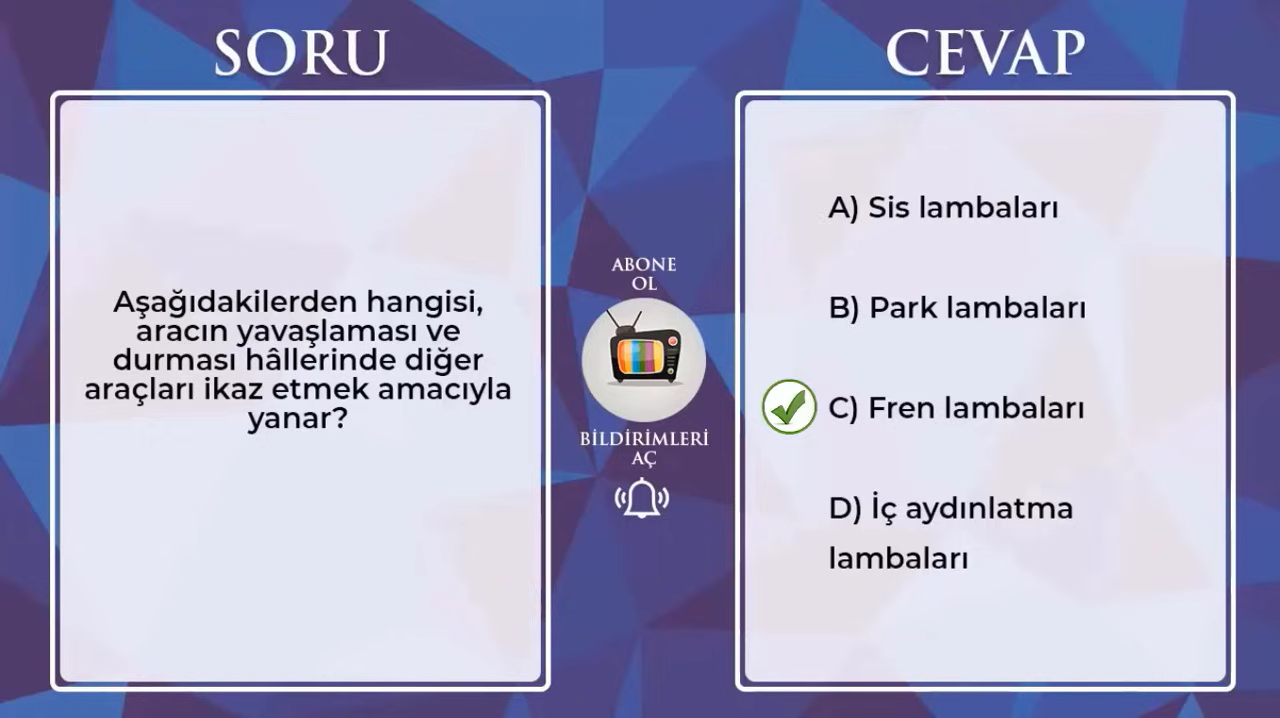 SORU
Aşağıdakilerden hangisi,
aracın yavaşlaması ve
durması hâllerinde diğer
araçları ikaz etmek amacıyla
yanar?
ABONE
OL
BİLDİRİMLERİ
AÇ
CEVAP
A) Sis lambaları
B) Park lambaları
C) Fren lambaları
D) İç aydınlatma
lambaları